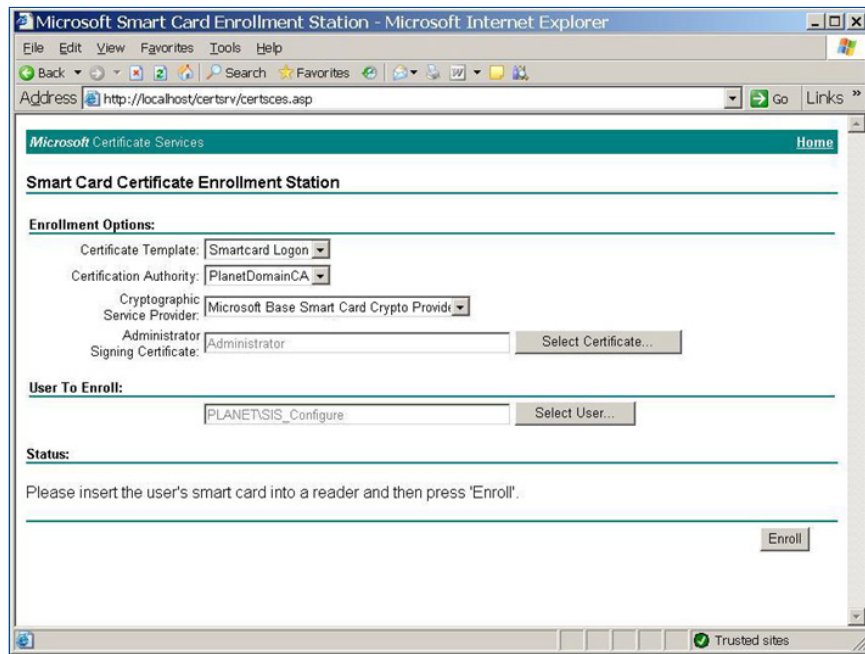 Microsoft Smart Card Enrollment Station - Microsoft Internet Explorer
File Edit View Favorites Tools Help
Back Search Favorites
Address http://localhost/certsrv/certsces.asp Go Links »
Microsoft Certificate Services Home
Smart Card Certificate Enrollment Station
Enrollment Options:
Certificate Template: Smartcard Logon
Certification Authority: PlanetDomainCA
Cryptographic
Service Provider: Microsoft Base Smart Card Crypto Provide
Administrator
Signing Certificate: Administrator Select Certificate...
User To Enroll:
PLANET\SIS_Configure Select User...
Status:
Please insert the user's smart card into a reader and then press 'Enroll'.
Enroll
Trusted sites